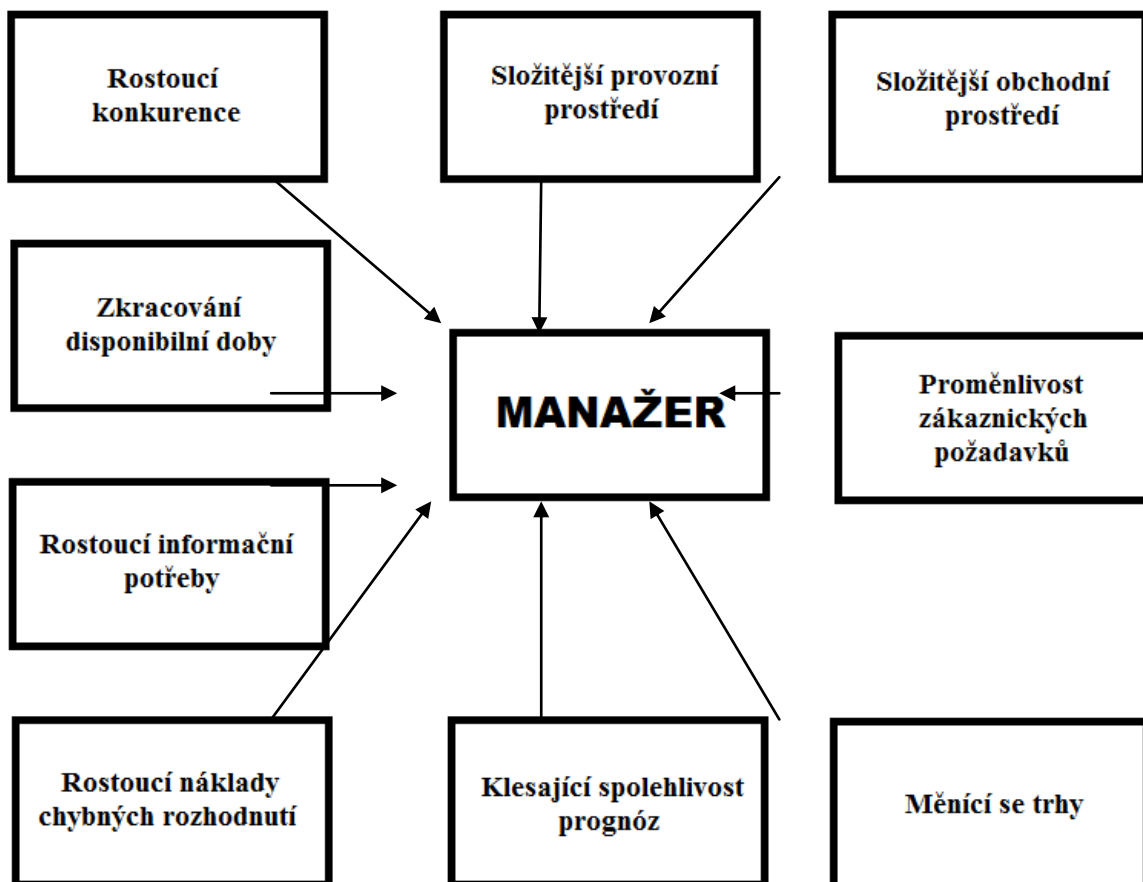 Rostoucí
konkurence
Složitější provozní
prostředí
Složitější obchodní
prostředí
Zkracování
disponibilní doby
MANAŽER
Proměnlivost
zákaznických
požadavků
Rostoucí informační
potřeby
Rostoucí náklady
chybných rozhodnutí
Klesající spolehlivost
prognóz
Měnící se trhy